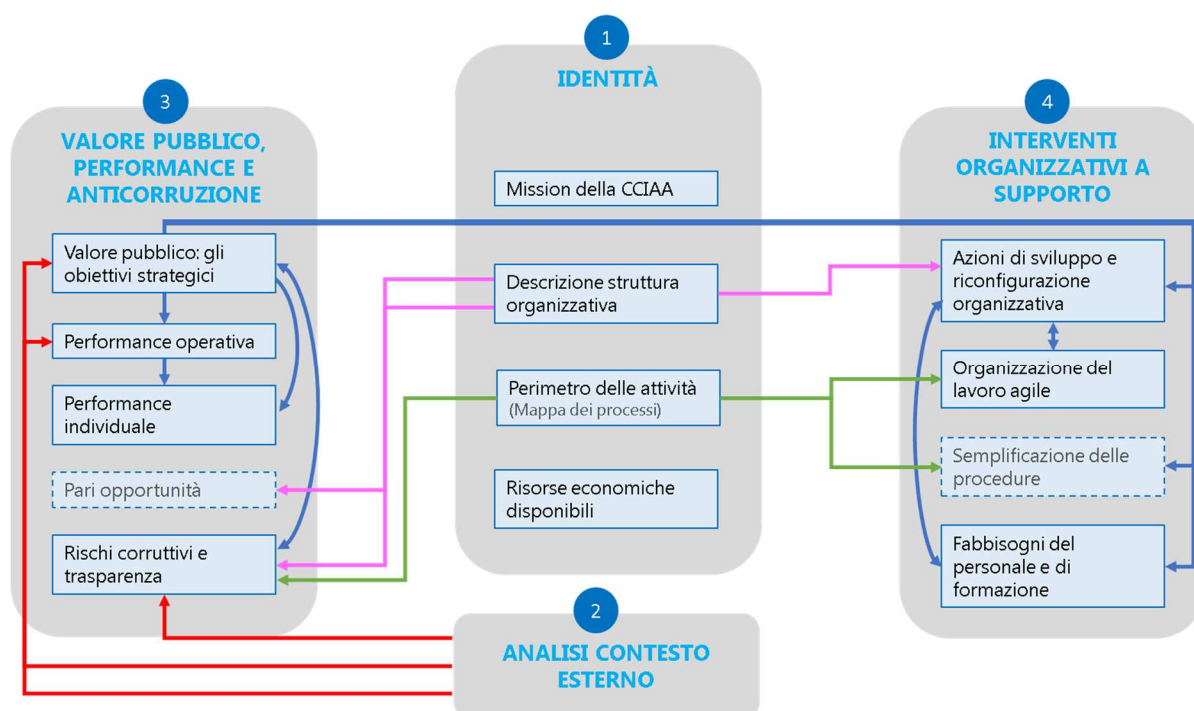 1
IDENTITÀ
Mission della CCIAA
Descrizione struttura
organizzativa
Perimetro delle attività
(Mappa dei processi)
Risorse economiche
disponibili
2
ANALISI CONTESTO
ESTERNO
3
VALORE PUBBLICO,
PERFORMANCE E
ANTICORRUZIONE
Valore pubblico: gli
obiettivi strategici
Performance operativa
Performance
individuale
Pari opportunità
Rischi corruttivi e
trasparenza
4
INTERVENTI
ORGANIZZATIVI A
SUPPORTO
Azioni di sviluppo e
riconfigurazione
organizzativa
Organizzazione del
lavoro agile
Semplificazione delle
procedure
Fabbisogni del
personale e di
formazione